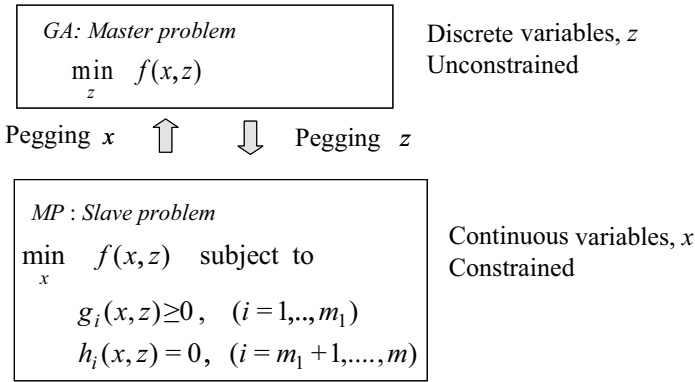 GA: Master problem
min f(x,z)
z
Discrete variables, z
Unconstrained
Pegging x
Pegging z
MP : Slave problem
min f(x,z) subject to
x
g_i(x,z)≥0, (i=1,..,m_1)
h_i(x,z)=0, (i=m_1+1,....,m)
Continuous variables, x
Constrained